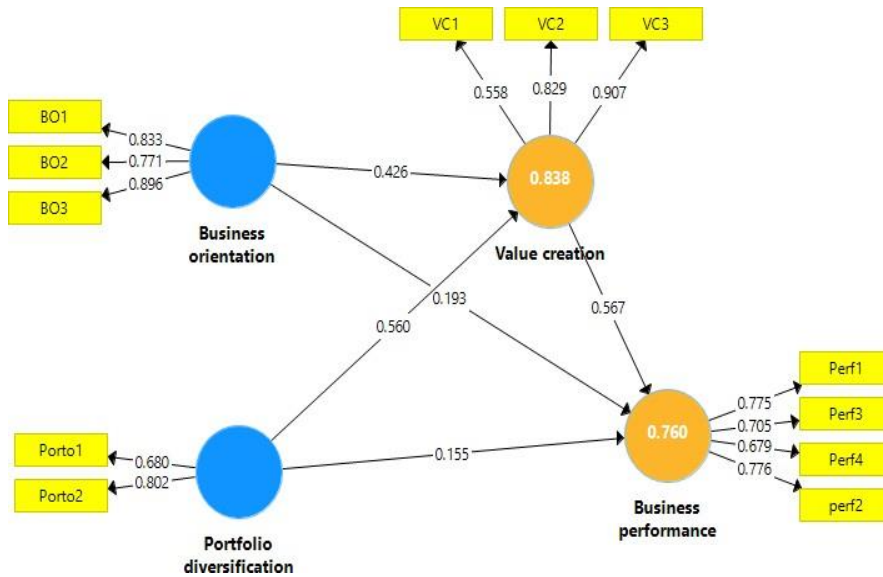 VC1
VC2
VC3
0.558
0.829
0.907
BO1
BO2
BO3
0.833
0.771
0.896
Business
orientation
0.426
0.838
Value creation
0.193
0.560
0.567
Porto1
Porto2
0.680
0.802
Portfolio
diversification
0.155
0.760
Business
performance
0.775
0.705
0.679
0.776
Perf1
Perf3
Perf4
perf2